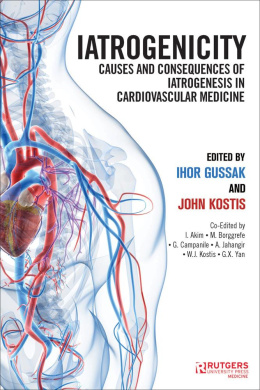 IATROGENICITY
CAUSES AND CONSEQUENCES OF
IATROGENESIS IN
CARDIOVASCULAR MEDICINE
EDITED BY
IHOR GUSSAK
AND
JOHN KOSTIS
Co-Edited by
I. Akim • M. Borggrefe
• G. Campanile • A. Jahangir
• W.J. Kostis • G.X. Yan
RUTGERS
UNIVERSITY PRESS
MEDICINE